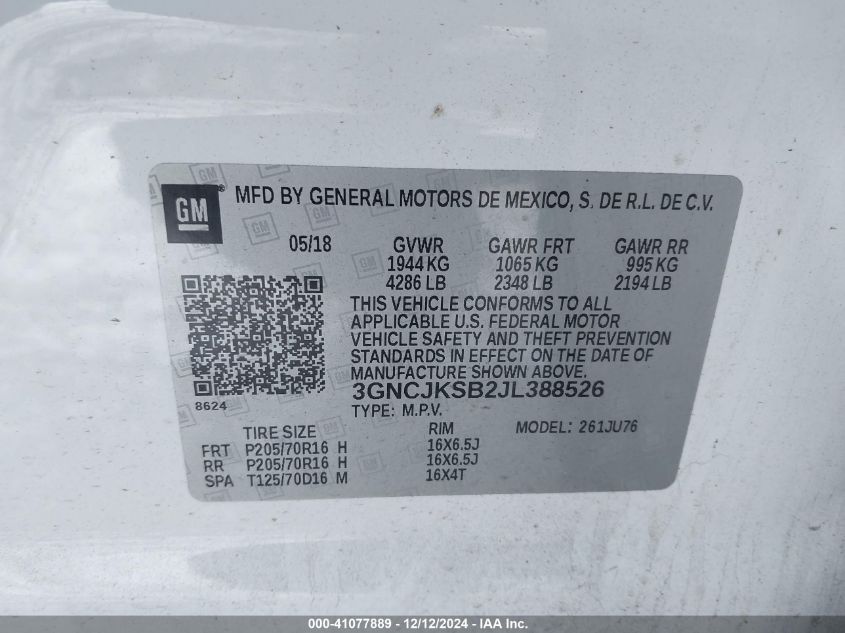 GM
MFD BY GENERAL MOTORS DE MEXICO, S. DE R.L. DE C.V.
05/18 GVWR GAWR FRT GAWR RR
1944 KG 1065 KG 995 KG
4286 LB 2348 LB 2194 LB
THIS VEHICLE CONFORMS TO ALL
APPLICABLE U.S. FEDERAL MOTOR
VEHICLE SAFETY AND THEFT PREVENTION
STANDARDS IN EFFECT ON THE DATE OF
MANUFACTURE SHOWN ABOVE.
8624
3GNCJKSB2JL388526
TYPE: M.P.V.
TIRE SIZE RIM MODEL: 261JU76
FRT P205/70R16 H 16X6.5J
RR P205/70R16 H 16X6.5J
SPA T125/70D16 M 16X4T
000-41077889 - 12/12/2024 - IAA Inc.